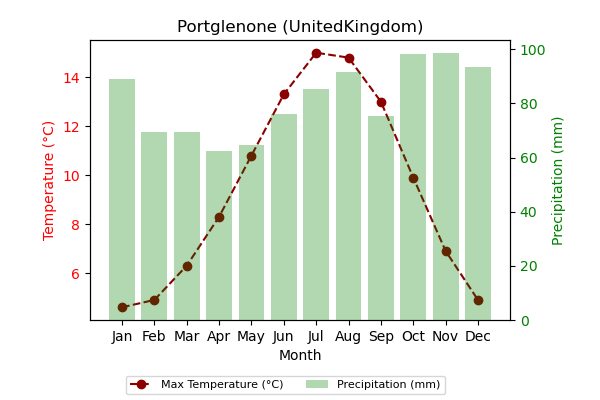 Portglenone (UnitedKingdom)
Temperature (°C)
14
12
10
8
6
100
80
60
40
20
0
Precipitation (mm)
Jan Feb Mar Apr May Jun Jul Aug Sep Oct Nov Dec
Month
Max Temperature (°C) Precipitation (mm)